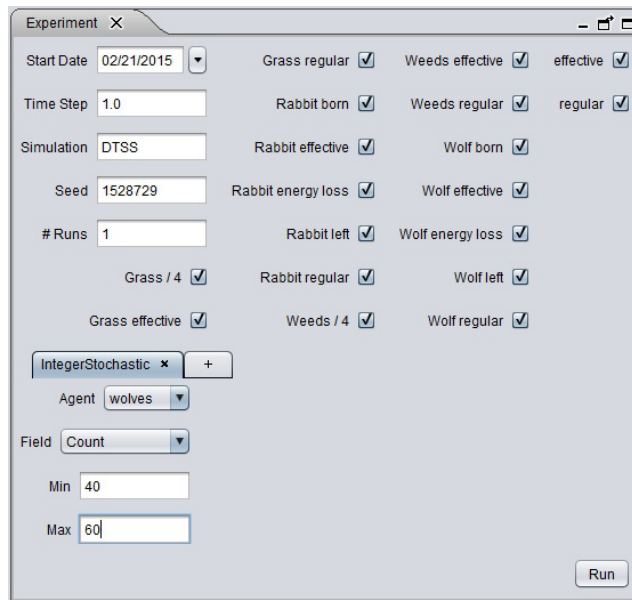 Experiment
Start Date 02/21/2015 Grass regular Weeds effective effective
Time Step 1.0 Rabbit born Weeds regular regular
Simulation DTSS Rabbit effective Wolf born
Seed 1528729 Rabbit energy loss Wolf effective
# Runs 1 Rabbit left Wolf energy loss
Grass / 4 Rabbit regular Wolf left
Grass effective Weeds / 4 Wolf regular
IntegerStochastic × +
Agent wolves
Field Count
Min 40
Max 60
Run